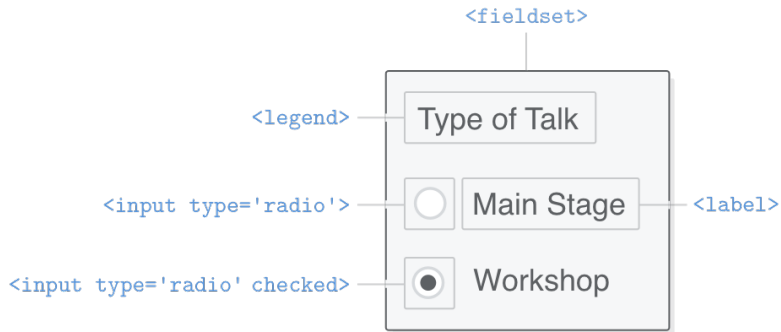 <fieldset>
<legend> Type of Talk
<input type='radio'> Main Stage <label>
<input type='radio' checked> Workshop